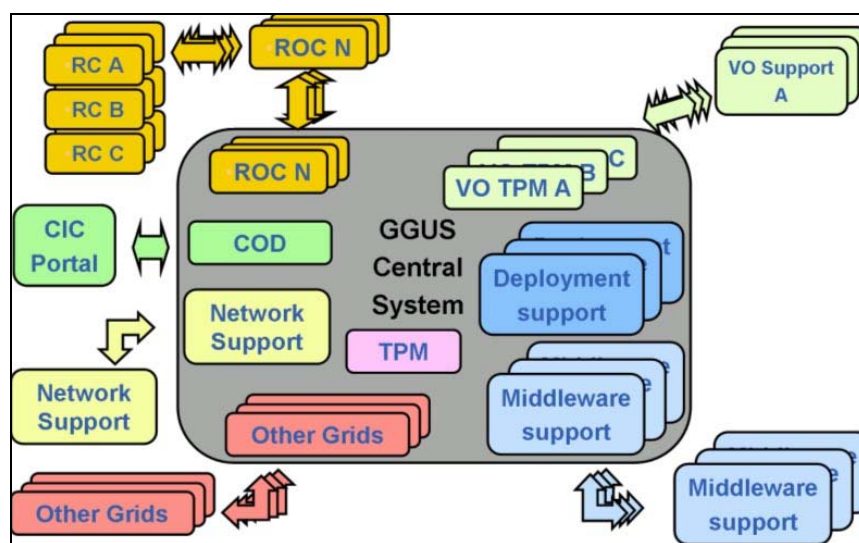 RC A
RC B
RC C
ROC N
VO Support
A
ROC N
C
B
VO TPM A
CIC
Portal
COD
GGUS
Central
System
Deployment
support
Network
Support
TPM
Network
Support
Middleware
support
Other Grids
Other Grids
Middleware
support